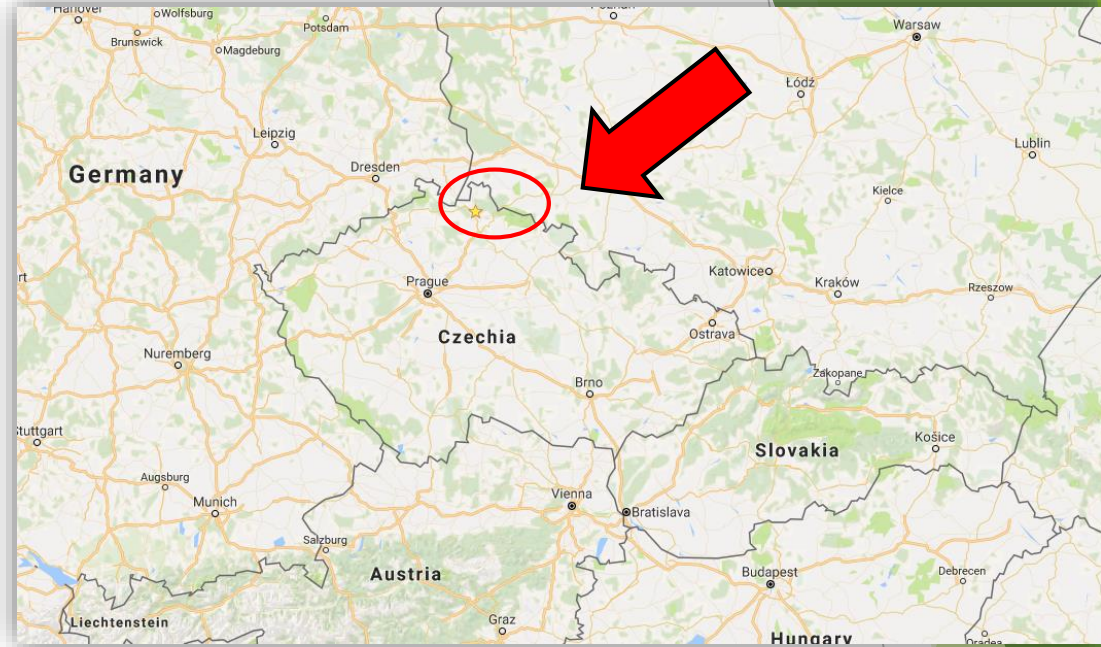 Hanover
Wolfsburg
Potsdam
Warsaw
Brunswick
Magdeburg
Łódź
Leipzig
Lublin
Dresden
Germany
Kielce
Katowice
Kraków
Rzeszow
Prague
Ostrava
Czechia
Nuremberg
Zakopane
Brno
Stuttgart
Košice
Slovakia
Augsburg
Munich
Vienna
Bratislava
Salzburg
Austria
Budapest
Debrecen
Liechtenstein
Graz
Hungary
Oradea